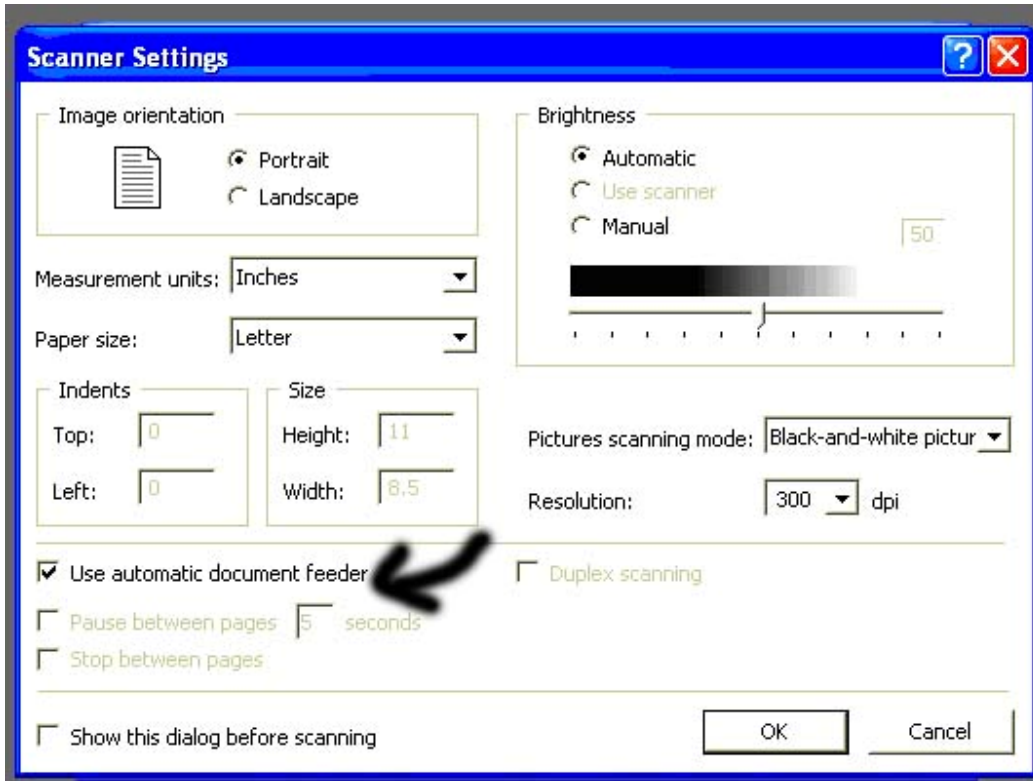 Scanner Settings
Image orientation
Portrait
Landscape
Measurement units: Inches
Paper size: Letter
Indents
Top: 0
Left: 0
Size
Height: 11
Width: 8.5
Brightness
Automatic
Use scanner
Manual
50
Pictures scanning mode: Black-and-white pictur
Resolution: 300 dpi
Use automatic document feeder
Duplex scanning
Pause between pages 5 seconds
Stop between pages
Show this dialog before scanning
OK
Cancel